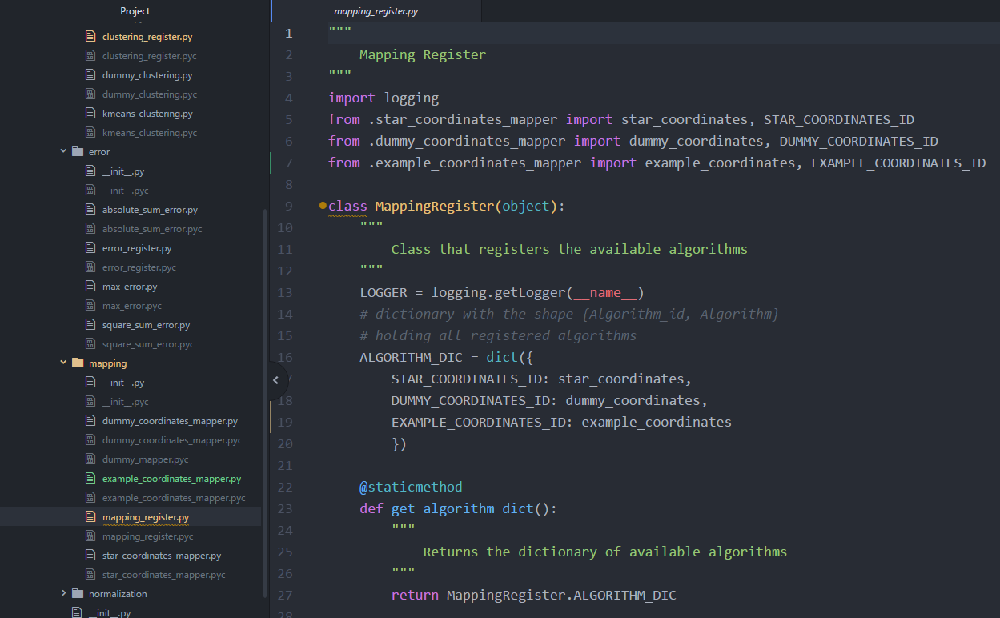 Project
clustering_register.py
clustering_register.pyc
dummy_clustering.py
dummy_clustering.pyc
kmeans_clustering.py
kmeans_clustering.pyc
error
__init__.py
__init__.pyc
absolute_sum_error.py
absolute_sum_error.pyc
error_register.py
error_register.pyc
max_error.py
max_error.pyc
square_sum_error.py
square_sum_error.pyc
mapping
__init__.py
__init__.pyc
dummy_coordinates_mapper.py
dummy_coordinates_mapper.pyc
dummy_mapper.pyc
example_coordinates_mapper.py
example_coordinates_mapper.pyc
mapping_register.py
mapping_register.pyc
star_coordinates_mapper.py
star_coordinates_mapper.pyc
normalization
__init__.py
mapping_register.py
1 """
2     Mapping Register
3 """
4 import logging
5 from .star_coordinates_mapper import star_coordinates, STAR_COORDINATES_ID
6 from .dummy_coordinates_mapper import dummy_coordinates, DUMMY_COORDINATES_ID
7 from .example_coordinates_mapper import example_coordinates, EXAMPLE_COORDINATES_ID
8
9 class MappingRegister(object):
10     """
11         Class that registers the available algorithms
12     """
13     LOGGER = logging.getLogger(__name__)
14     # dictionary with the shape {Algorithm_id, Algorithm}
15     # holding all registered algorithms
16     ALGORITHM_DIC = dict({
7         STAR_COORDINATES_ID: star_coordinates,
18         DUMMY_COORDINATES_ID: dummy_coordinates,
19         EXAMPLE_COORDINATES_ID: example_coordinates
20         })
21
22     @staticmethod
23     def get_algorithm_dict():
24         """
25             Returns the dictionary of available algorithms
26         """
27         return MappingRegister.ALGORITHM_DIC
28